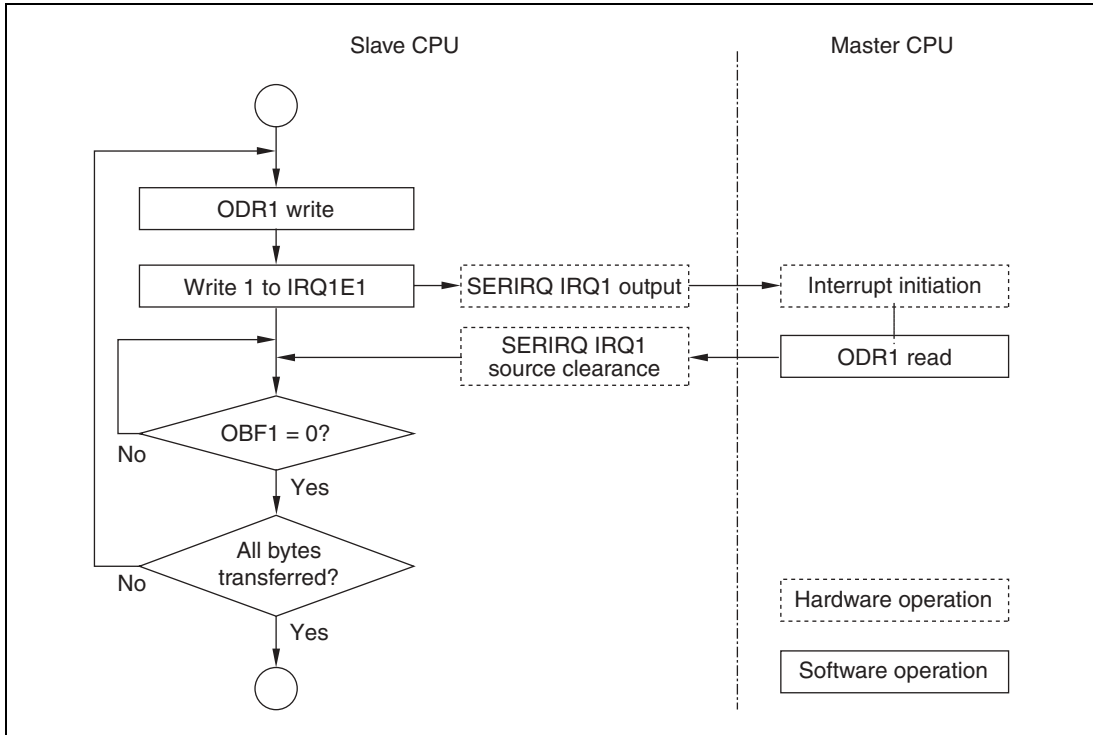 Slave CPU
Master CPU
ODR1 write
Write 1 to IRQ1E1
SERIRQ IRQ1 output
Interrupt initiation
SERIRQ IRQ1
source clearance
ODR1 read
OBF1 = 0?
No
Yes
All bytes
transferred?
No
Yes
Hardware operation
Software operation